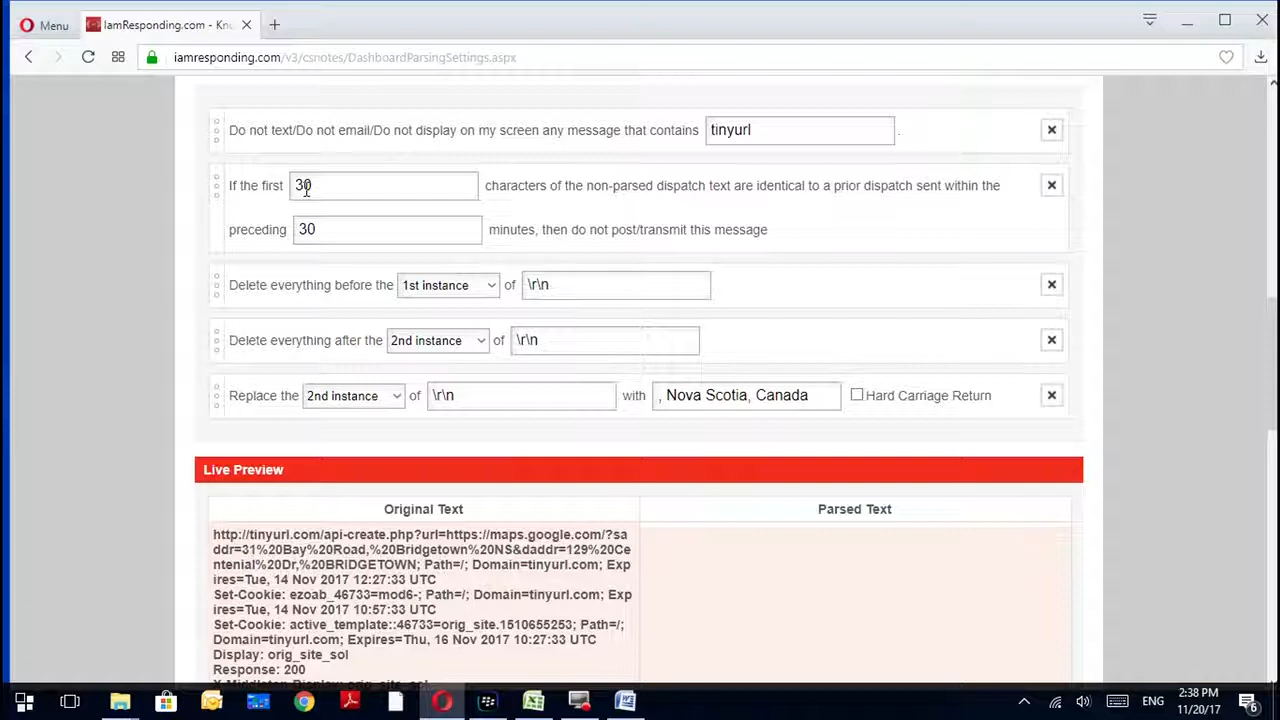 Menu
IamResponding.com - Kn
iamresponding.com/v3/csnotes/DashboardParsingSettings.aspx
Do not text/Do not email/Do not display on my screen any message that contains tinyurl .
If the first 30 characters of the non-parsed dispatch text are identical to a prior dispatch sent within the
preceding 30 minutes, then do not post/transmit this message
Delete everything before the 1st instance of \r\n
Delete everything after the 2nd instance of \r\n
Replace the 2nd instance of \r\n with , Nova Scotia, Canada Hard Carriage Return
Live Preview
Original Text Parsed Text
http://tinyurl.com/api-create.php?url=https://maps.google.com/?sa
ddr=31%20Bay%20Road,%20Bridgetown%20NS&daddr=129%20Ce
ntenial%20Dr,%20BRIDGETOWN; Path=/; Domain=tinyurl.com; Exp
ires=Tue, 14 Nov 2017 12:27:33 UTC
Set-Cookie: ezoab_46733=mod6-; Path=/; Domain=tinyurl.com; Exp
ires=Tue, 14 Nov 2017 10:57:33 UTC
Set-Cookie: active_template::46733=orig_site.1510655253; Path=/;
Domain=tinyurl.com; Expires=Thu, 16 Nov 2017 10:27:33 UTC
Display: orig_site_sol
Response: 200
X-Middleton-Display: orig_site_sol
ENG
2:38 PM
11/20/17
6